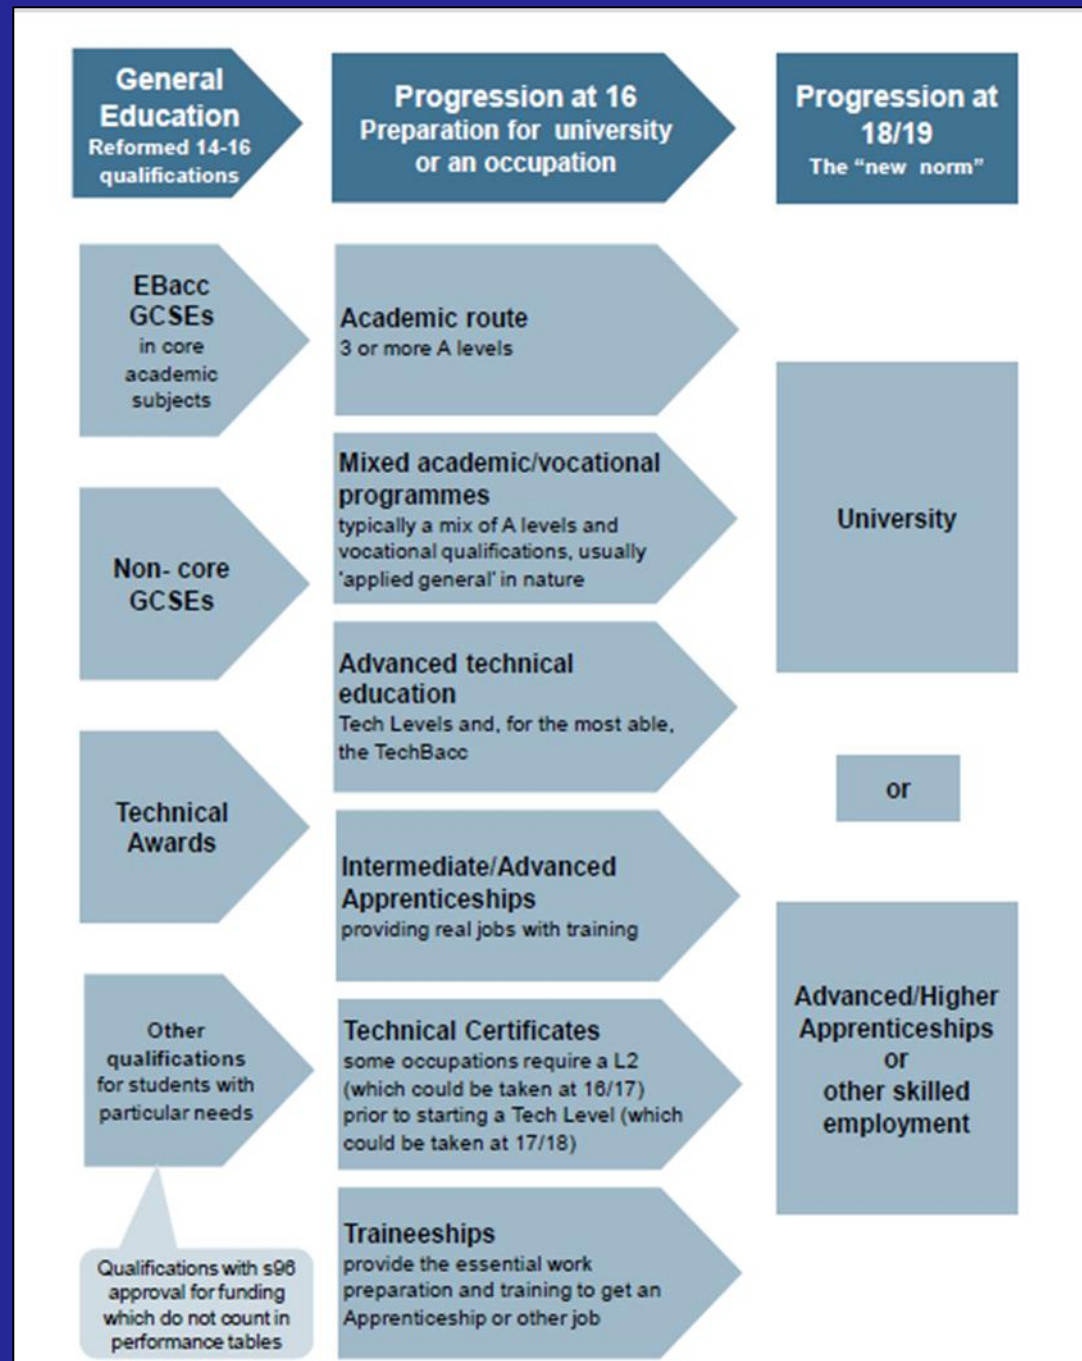 General
Education
Reformed 14-16
qualifications
Progression at 16
Preparation for university
or an occupation
Progression at
18/19
The "new norm"
EBacc
GCSEs
in core
academic
subjects
Non- core
GCSEs
Technical
Awards
Other
qualifications
for students with
particular needs
Qualifications with s96
approval for funding
which do not count in
performance tables
Academic route
3 or more A levels
Mixed academic/vocational
programmes
typically a mix of A levels and
vocational qualifications, usually
'applied general' in nature
Advanced technical
education
Tech Levels and, for the most able,
the TechBacc
Intermediate/Advanced
Apprenticeships
providing real jobs with training
Technical Certificates
some occupations require a L2
(which could be taken at 16/17)
prior to starting a Tech Level (which
could be taken at 17/18)
Traineeships
provide the essential work
preparation and training to get an
Apprenticeship or other job
University
or
Advanced/Higher
Apprenticeships
or
other skilled
employment